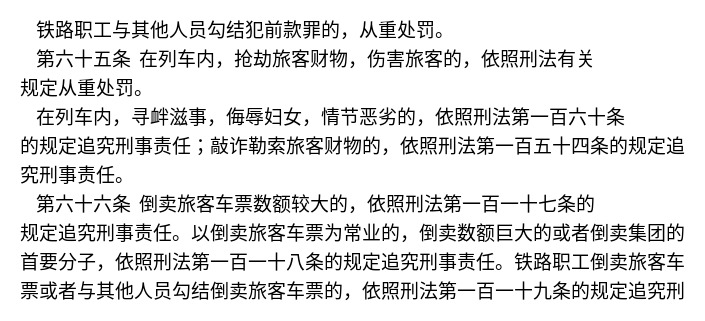 铁路职工与其他人员勾结犯前款罪的，从重处罚。
第六十五条 在列车内，抢劫旅客财物，伤害旅客的，依照刑法有关
规定从重处罚。
在列车内，寻衅滋事，侮辱妇女，情节恶劣的，依照刑法第一百六十条
的规定追究刑事责任；敲诈勒索旅客财物的，依照刑法第一百五十四条的规定追
究刑事责任。
第六十六条 倒卖旅客车票数额较大的，依照刑法第一百一十七条的
规定追究刑事责任。以倒卖旅客车票为常业的，倒卖数额巨大的或者倒卖集团的
首要分子，依照刑法第一百一十八条的规定追究刑事责任。铁路职工倒卖旅客车
票或者与其他人员勾结倒卖旅客车票的，依照刑法第一百一十九条的规定追究刑